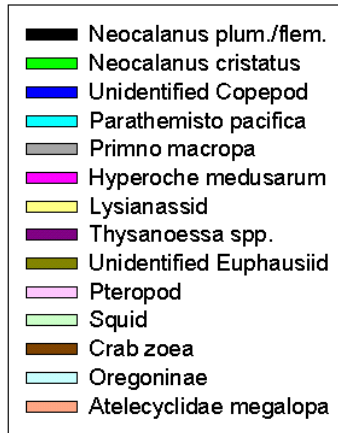 Neocalanus plum./flem.
Neocalanus cristatus
Unidentified Copepod
Parathemisto pacifica
Primno macropa
Hyperoche medusarum
Lysianassid
Thysanoessa spp.
Unidentified Euphausiid
Pteropod
Squid
Crab zoea
Oregoninae
Atelecyclidae megalopa